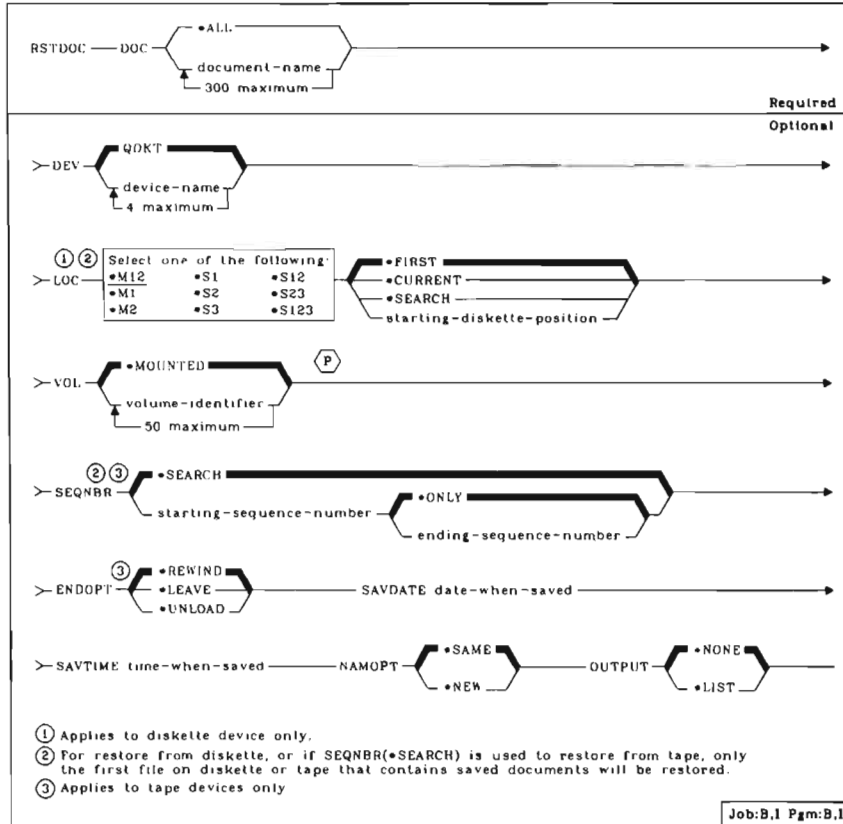 •ALL
RSTDOC DOC
document-name
300 maximum
Required
Optional
QDKT
DEV
device-name
4 maximum
① ② Select one of the following:
LOC •M12 •S1 •S12
•M1 •S2 •S23
•M2 •S3 •S123
•FIRST
•CURRENT
•SEARCH
starting-diskette-position
•MOUNTED P
VOL
volume-identifier
50 maximum
② ③ •SEARCH
SEQNBR •ONLY
starting-sequence-number
ending-sequence-number
③ •REWIND
ENDOPT •LEAVE SAVDATE date-when-saved
•UNLOAD
•SAME •NONE
SAVTIME time-when-saved NAMOPT OUTPUT
•NEW •LIST
① Applies to diskette device only.
② For restore from diskette, or if SEQNBR(•SEARCH) is used to restore from tape, only
the first file on diskette or tape that contains saved documents will be restored.
③ Applies to tape devices only
Job:B,I Pgm:B,I